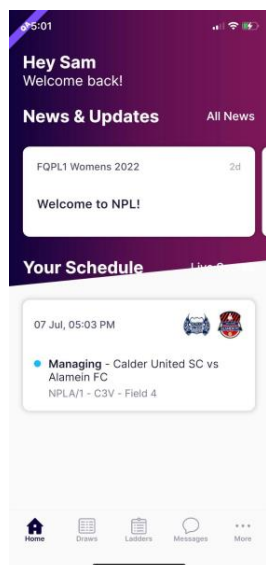 5:01
Hey Sam
Welcome back!
News & Updates
All News
FQPL1 Womens 2022
2d
Welcome to NPL!
Your Schedule
07 Jul, 05:03 PM
Managing - Calder United SC vs
Alamein FC
NPLA/1 - C3V - Field 4
Home
Draws
Ladders
Messages
More